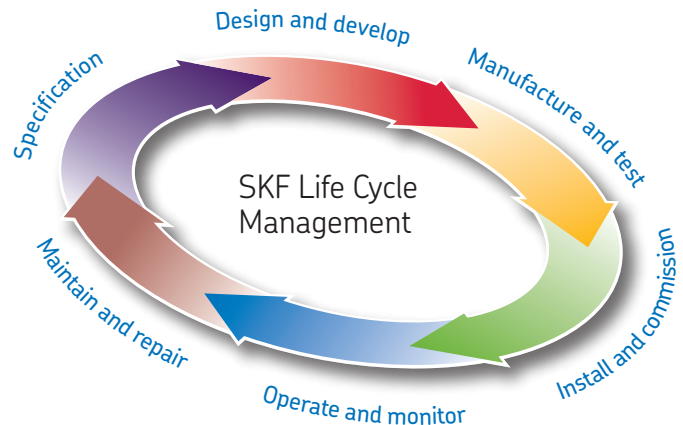 Design and develop
Manufacture and test
Specification
SKF Life Cycle
Management
Install and commission
Maintain and repair
Operate and monitor